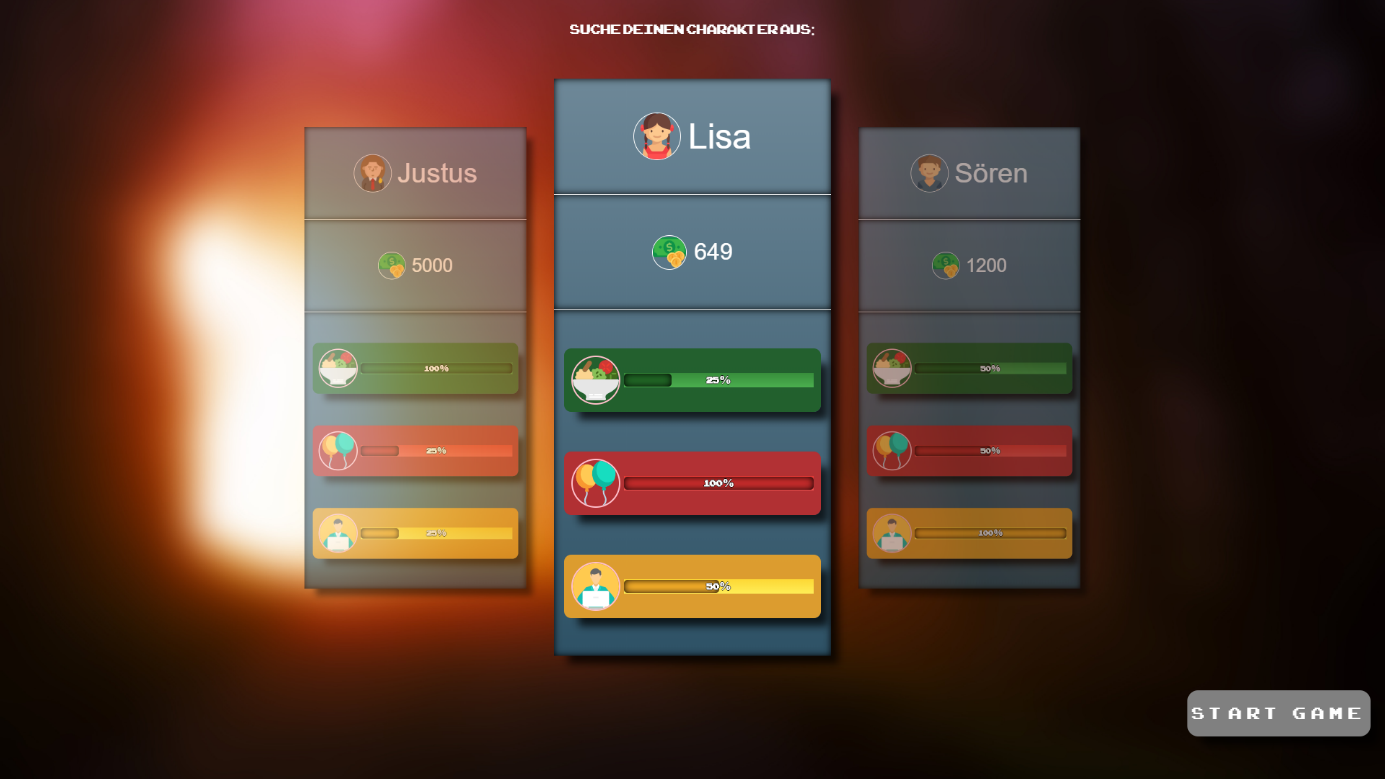 SUCHE DEINEN CHARAKTER AUS:
Justus
5000
100%
25%
25%
Lisa
649
25%
100%
50%
Sören
1200
50%
50%
100%
START GAME